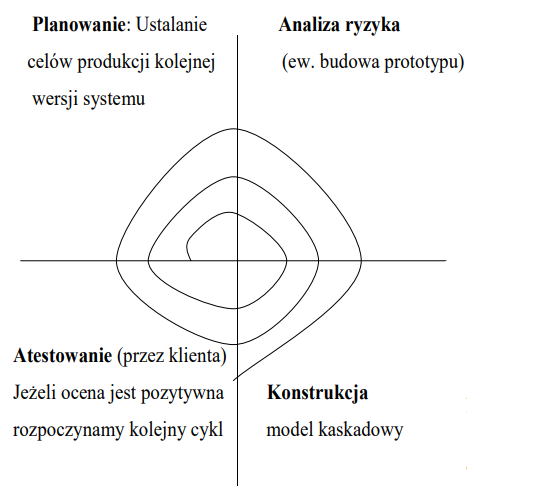 Planowanie: Ustalanie
celów produkcji kolejnej
wersji systemu
Analiza ryzyka
(ew. budowa prototypu)
Atestowanie (przez klienta)
Jeżeli ocena jest pozytywna
rozpoczynamy kolejny cykl
Konstrukcja
model kaskadowy